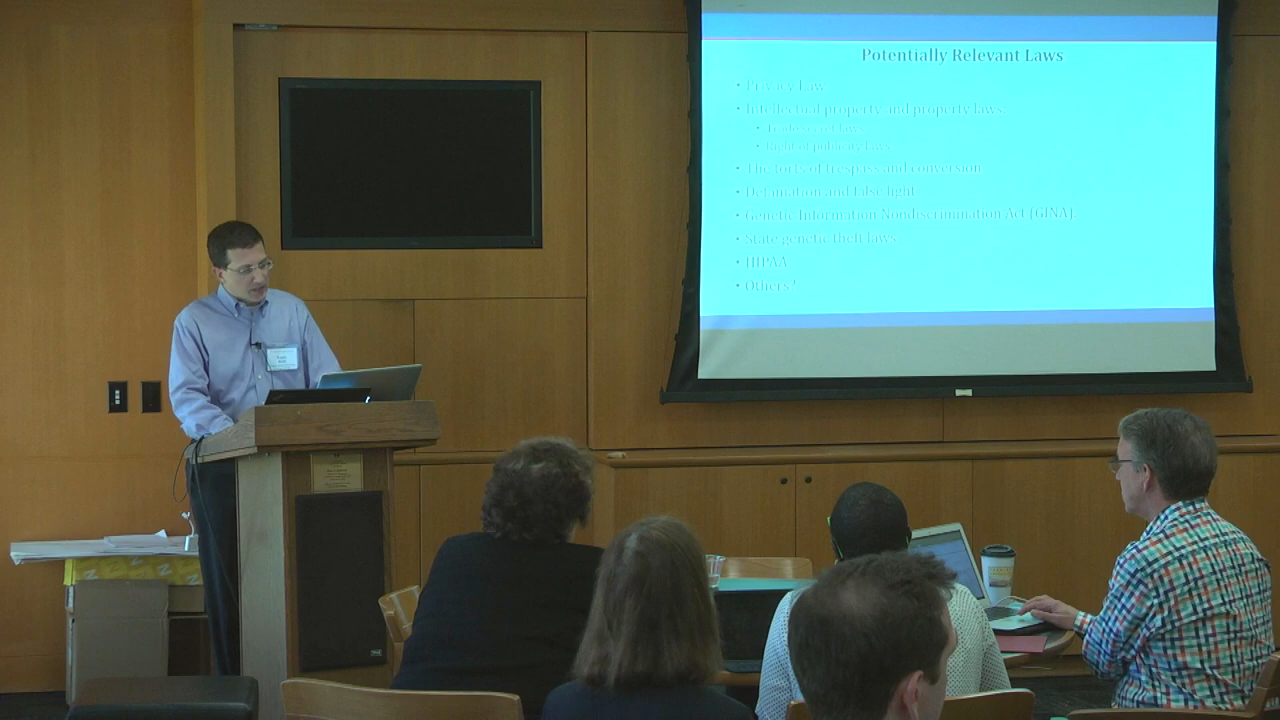 Potentially Relevant Laws
• Privacy Law
• Intellectual property and property laws:
• Trade secret laws
• Right of publicity laws
• The torts of trespass and conversion
• Defamation and false light
• Genetic Information Nondiscrimination Act (GINA).
• State genetic theft laws
• HIPAA
• Others?